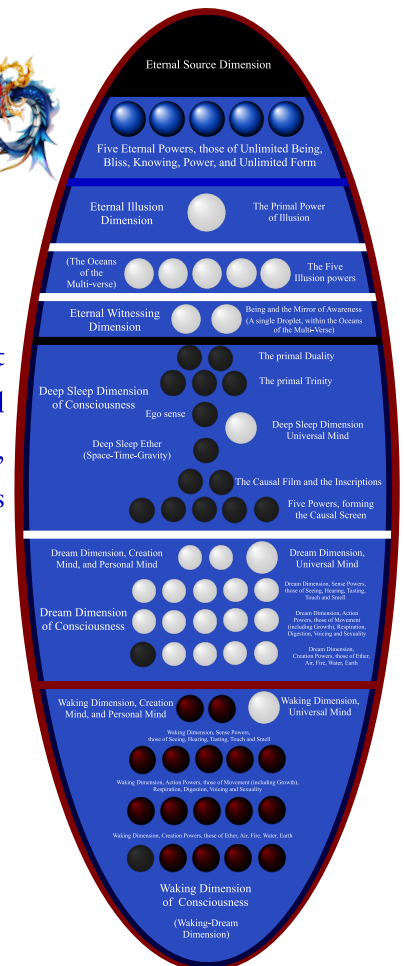 Eternal Source Dimension
Five Eternal Powers, those of Unlimited Being,
Bliss, Knowing, Power, and Unlimited Form
Eternal Illusion
Dimension
The Primal Power
of Illusion
(The Oceans
of the
Multi-verse)
The Five
Illusion powers
Eternal Witnessing
Dimension
Being and the Mirror of Awareness
(A single Droplet, within the Oceans
of the Multi-Verse)
t
l
,
s
The primal Duality
The primal Trinity
Deep Sleep Dimension
of Consciousness
Ego sense
Deep Sleep Dimension
Universal Mind
Deep Sleep Ether
(Space-Time-Gravity)
The Causal Film and the Inscriptions
Five Powers, forming
the Causal Screen
Dream Dimension, Creation
Mind, and Personal Mind
Dream Dimension,
Universal Mind
Dream Dimension, Sense Powers,
those of Seeing, Hearing, Tasting,
Touch and Smell
Dream Dimension
of Consciousness
Dream Dimension, Action
Powers, those of Movement
(including Growth), Respiration,
Digestion, Voicing and Sexuality
Dream Dimension,
Creation Powers, those of Ether,
Air, Fire, Water, Earth
Waking Dimension, Creation
Mind, and Personal Mind
Waking Dimension,
Universal Mind
Waking Dimension, Sense Powers,
those of Seeing, Hearing, Tasting, Touch and Smell
Waking Dimension, Action Powers, those of Movement (including Growth),
Respiration, Digestion, Voicing and Sexuality
Waking Dimension, Creation Powers, those of Ether, Air, Fire, Water, Earth
Waking Dimension
of Consciousness
(Waking-Dream
Dimension)